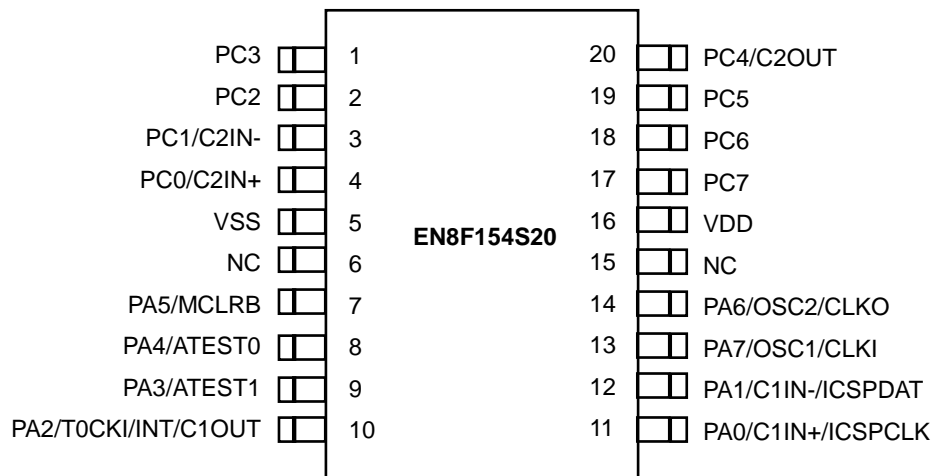 PC3 1 20 PC4/C2OUT
PC2 2 19 PC5
PC1/C2IN- 3 18 PC6
PC0/C2IN+ 4 17 PC7
VSS 5 16 VDD
EN8F154S20
NC 6 15 NC
PA5/MCLRB 7 14 PA6/OSC2/CLKO
PA4/ATEST0 8 13 PA7/OSC1/CLKI
PA3/ATEST1 9 12 PA1/C1IN-/ICSPDAT
PA2/T0CKI/INT/C1OUT 10 11 PA0/C1IN+/ICSPCLK